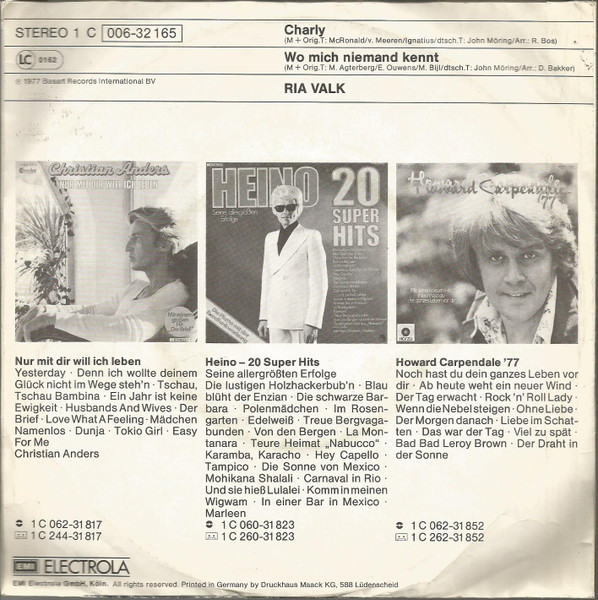 STEREO 1 C 006-32 165
LC 0162
℗ 1977 Basart Records International BV
Charly
(M + Orig.T: McRonald/v. Meeren/Ignatius/dtsch.T: John Möring/Arr.: R. Bos)
Wo mich niemand kennt
(M + Orig.T: M. Agterberg/E. Ouwens/M. Bijl/dtsch.T: John Möring/Arr.: D. Bakker)
RIA VALK
Christian Anders
NUR MIT DIR WILL ICH LEBEN
HEINO
Seine allergrößten
Erfolge
20
SUPER
HITS
Howard
Howard Carpendale
'77
Nur mit dir will ich leben
Yesterday · Denn ich wollte deinem
Glück nicht im Wege steh'n · Tschau,
Tschau Bambina · Ein Jahr ist keine
Ewigkeit · Husbands And Wives · Der
Brief · Love What A Feeling · Mädchen
Namenlos · Dunja · Tokio Girl · Easy
For Me
Christian Anders
1 C 062-31 817
1 C 244-31 817
Heino – 20 Super Hits
Seine allergrößten Erfolge
Die lustigen Holzhackerbub'n · Blau
blüht der Enzian · Die schwarze Bar-
bara · Polenmädchen · Im Rosen-
garten · Edelweiß · Treue Bergvaga-
bunden · Von den Bergen · La Mon-
tanara · Teure Heimat „Nabucco“ ·
Karamba, Karacho · Hey Capello ·
Tampico · Die Sonne von Mexico ·
Mohikana Shalali · Carnaval in Rio ·
Und sie hieß Lulalei · Komm in meinen
Wigwam · In einer Bar in Mexico ·
Marleen
1 C 060-31 823
1 C 260-31 823
Howard Carpendale '77
Noch hast du dein ganzes Leben vor
dir · Ab heute weht ein neuer Wind ·
Der Tag erwacht · Rock 'n' Roll Lady ·
Wenn die Nebel steigen · Ohne Liebe ·
Der Morgen danach · Liebe im Schat-
ten · Das war der Tag · Viel zu spät ·
Bad Bad Leroy Brown · Der Draht in
der Sonne
1 C 062-31 852
1 C 262-31 852
EMI ELECTROLA
EMI Electrola GmbH, Köln. All rights reserved. Printed in Germany by Druckhaus Maack KG, 588 Lüdenscheid